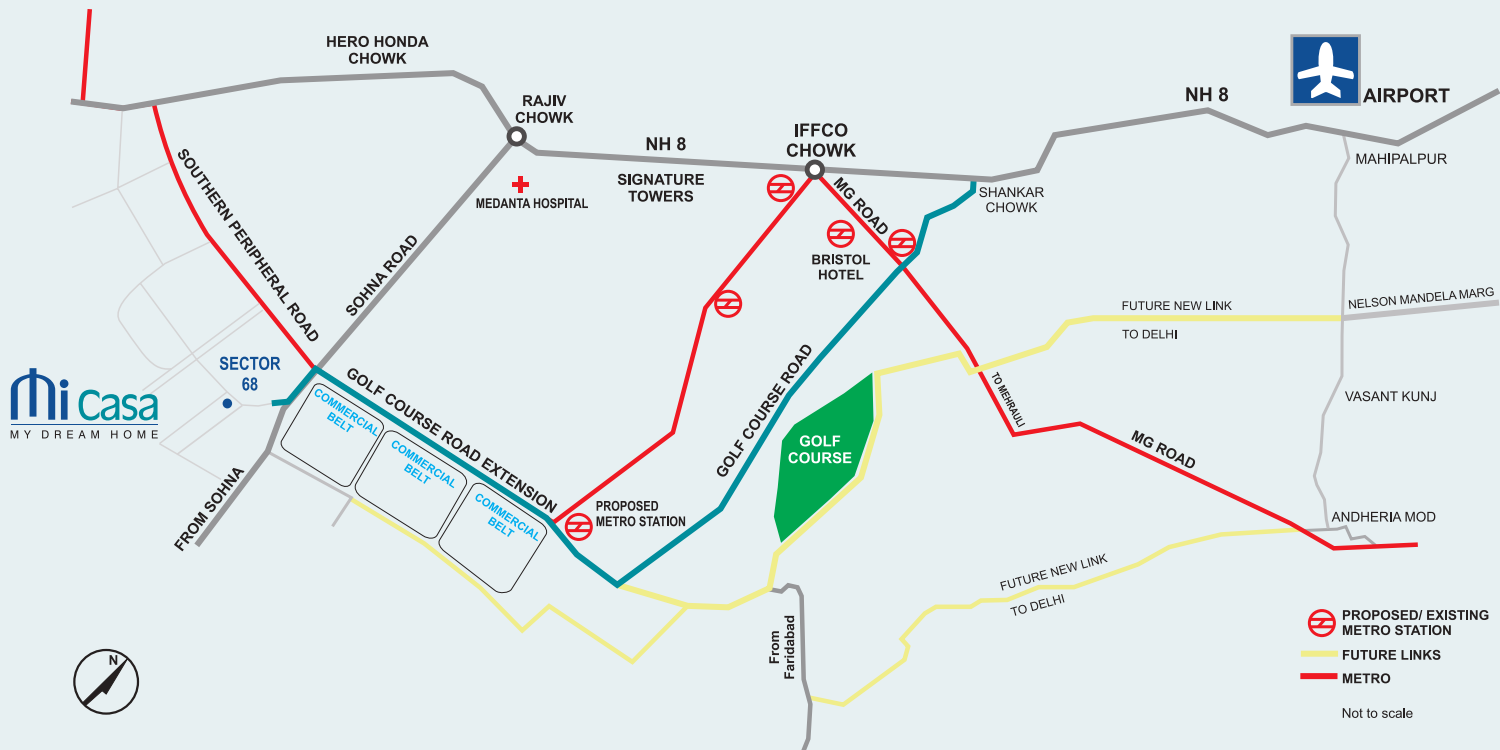 HERO HONDA
CHOWK
RAJIV
CHOWK
NH 8
SIGNATURE
TOWERS
MEDANTA HOSPITAL
IFFCO
CHOWK
MG ROAD
BRISTOL
HOTEL
SHANKAR
CHOWK
NH 8
AIRPORT
MAHIPALPUR
SOUTHERN PERIPHERAL ROAD
SOHNA ROAD
FUTURE NEW LINK
TO DELHI
NELSON MANDELA MARG
SECTOR
68
Mi Casa
MY DREAM HOME
GOLF COURSE ROAD EXTENSION
COMMERCIAL
BELT
COMMERCIAL
BELT
COMMERCIAL
BELT
GOLF COURSE ROAD
GOLF
COURSE
TO MEHRAULI
VASANT KUNJ
MG ROAD
FROM SOHNA
PROPOSED
METRO STATION
ANDHERIA MOD
FUTURE NEW LINK
TO DELHI
From
Faridabad
N
PROPOSED/ EXISTING
METRO STATION
FUTURE LINKS
METRO
Not to scale